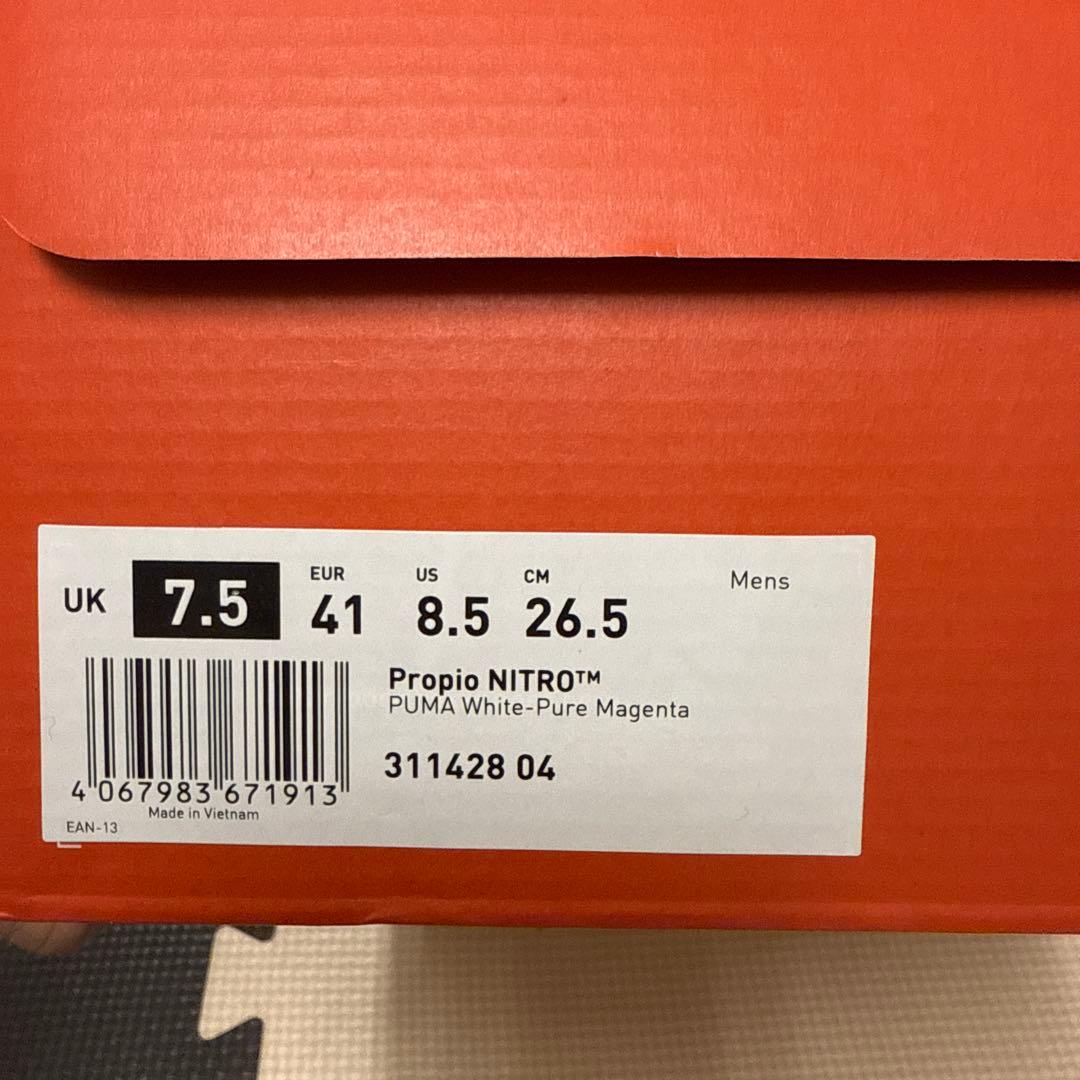 UK 7.5 EUR 41 US 8.5 CM 26.5 Mens
Propio NITRO™
PUMA White-Pure Magenta
311428 04
4 067983 671913
Made in Vietnam
EAN-13